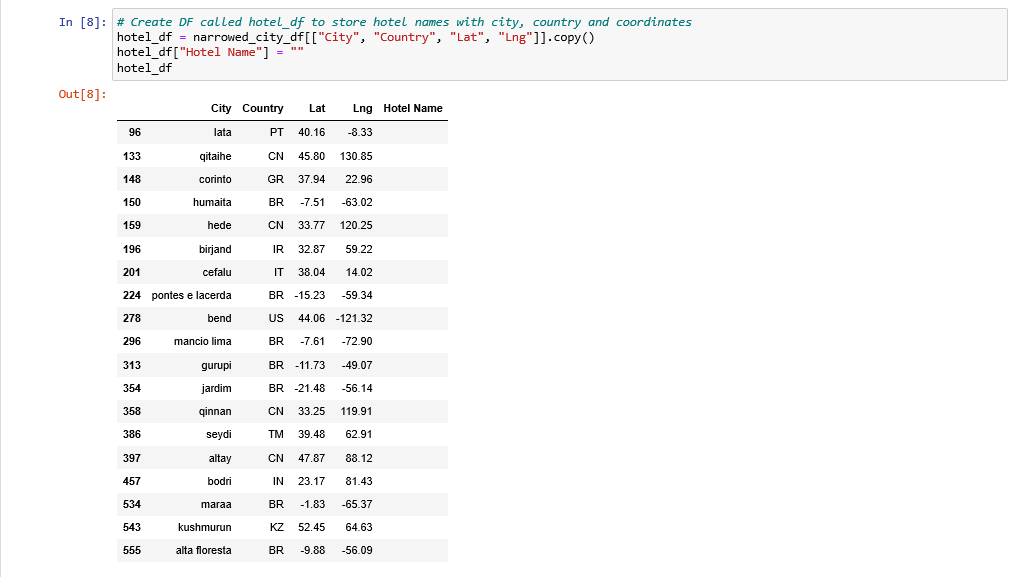 In [8]: # Create DF called hotel_df to store hotel names with city, country and coordinates
hotel_df = narrowed_city_df[["City", "Country", "Lat", "Lng"]].copy()
hotel_df["Hotel Name"] = ""
hotel_df
Out[8]:
City Country Lat Lng Hotel Name
96 lata PT 40.16 -8.33
133 qitaihe CN 45.80 130.85
148 corinto GR 37.94 22.96
150 humaita BR -7.51 -63.02
159 hede CN 33.77 120.25
196 birjand IR 32.87 59.22
201 cefalu IT 38.04 14.02
224 pontes e lacerda BR -15.23 -59.34
278 bend US 44.06 -121.32
296 mancio lima BR -7.61 -72.90
313 gurupi BR -11.73 -49.07
354 jardim BR -21.48 -56.14
358 qinnan CN 33.25 119.91
386 seydi TM 39.48 62.91
397 altay CN 47.87 88.12
457 bodri IN 23.17 81.43
534 maraa BR -1.83 -65.37
543 kushmurun KZ 52.45 64.63
555 alta floresta BR -9.88 -56.09